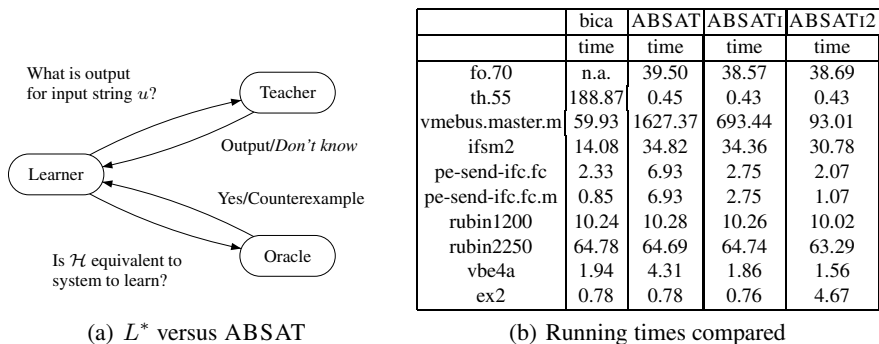 What is output
for input string u?
Teacher
Output/Don't know
Learner
Yes/Counterexample
Is H equivalent to
system to learn?
Oracle
(a) L* versus ABSAT
bica ABSAT ABSATI ABSATI2
time time time time
fo.70 n.a. 39.50 38.57 38.69
th.55 188.87 0.45 0.43 0.43
vmebus.master.m 59.93 1627.37 693.44 93.01
ifsm2 14.08 34.82 34.36 30.78
pe-send-ifc.fc 2.33 6.93 2.75 2.07
pe-send-ifc.fc.m 0.85 6.93 2.75 1.07
rubin1200 10.24 10.28 10.26 10.02
rubin2250 64.78 64.69 64.74 63.29
vbe4a 1.94 4.31 1.86 1.56
ex2 0.78 0.78 0.76 4.67
(b) Running times compared